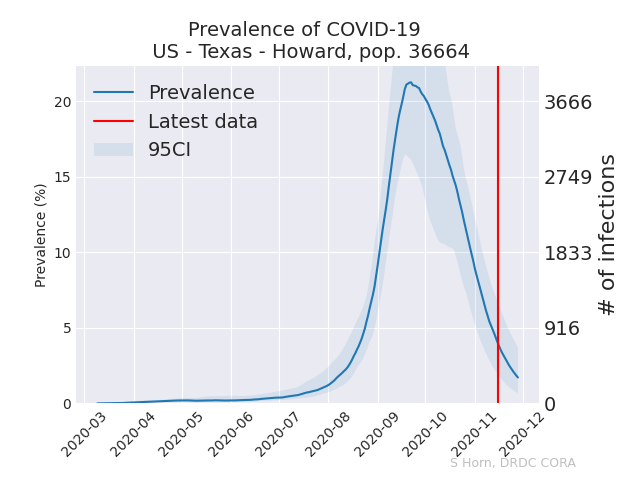 Prevalence of COVID-19
US - Texas - Howard, pop. 36664
Prevalence
Latest data
95CI
Prevalence (%)
20
15
10
5
0
3666
2749
1833
916
0
# of infections
2020-03
2020-04
2020-05
2020-06
2020-07
2020-08
2020-09
2020-10
2020-11
2020-12
S Horn, DRDC CORA